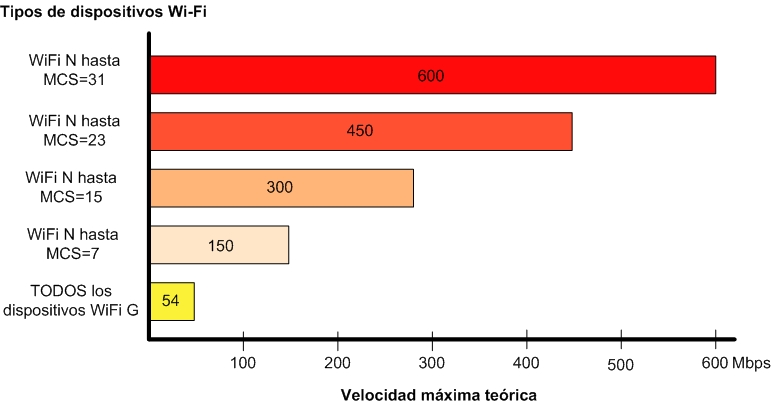 Tipos de dispositivos Wi-Fi
WiFi N hasta
MCS=31
600
WiFi N hasta
MCS=23
450
WiFi N hasta
MCS=15
300
WiFi N hasta
MCS=7
150
TODOS los
dispositivos WiFi G
54
100 200 300 400 500 600 Mbps
Velocidad máxima teórica